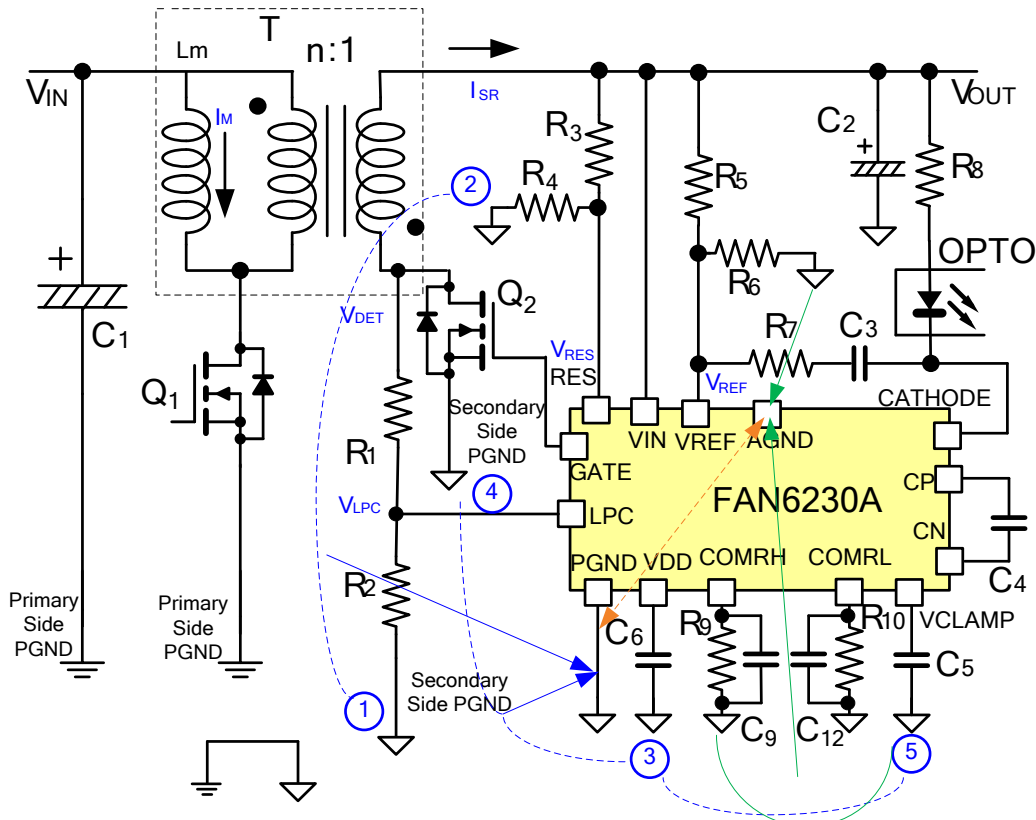 T
Lm
n:1
VIN
IM
ISR
VOUT
C2
R3
R4
R5
R8
2
OPTO
R6
C1
VDET
Q2
R7
C3
VRES
RES
VREF
Q1
CATHODE
Secondary
Side
PGND
VIN
VREF
AGND
R1
GATE
CP
4
FAN6230A
VLPC
LPC
CN
PGND
VDD
COMRH
COMRL
C4
R2
Primary
Side
PGND
Primary
Side
PGND
C6
R9
R10
VCLAMP
C5
Secondary
Side PGND
1
C9
C12
3
5